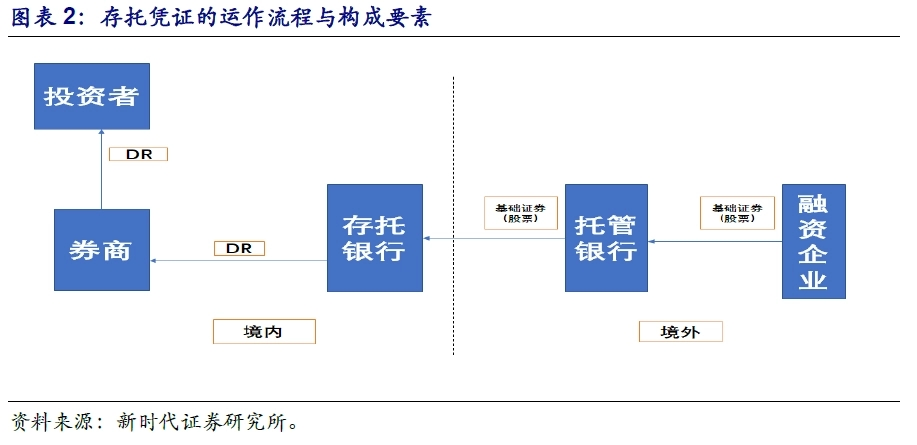 图表2：存托凭证的运作流程与构成要素
投资者
DR
券商
DR
存托
银行
基础证券
(股票)
托管
银行
基础证券
(股票)
融
资
企
业
境内
境外
资料来源：新时代证券研究所。